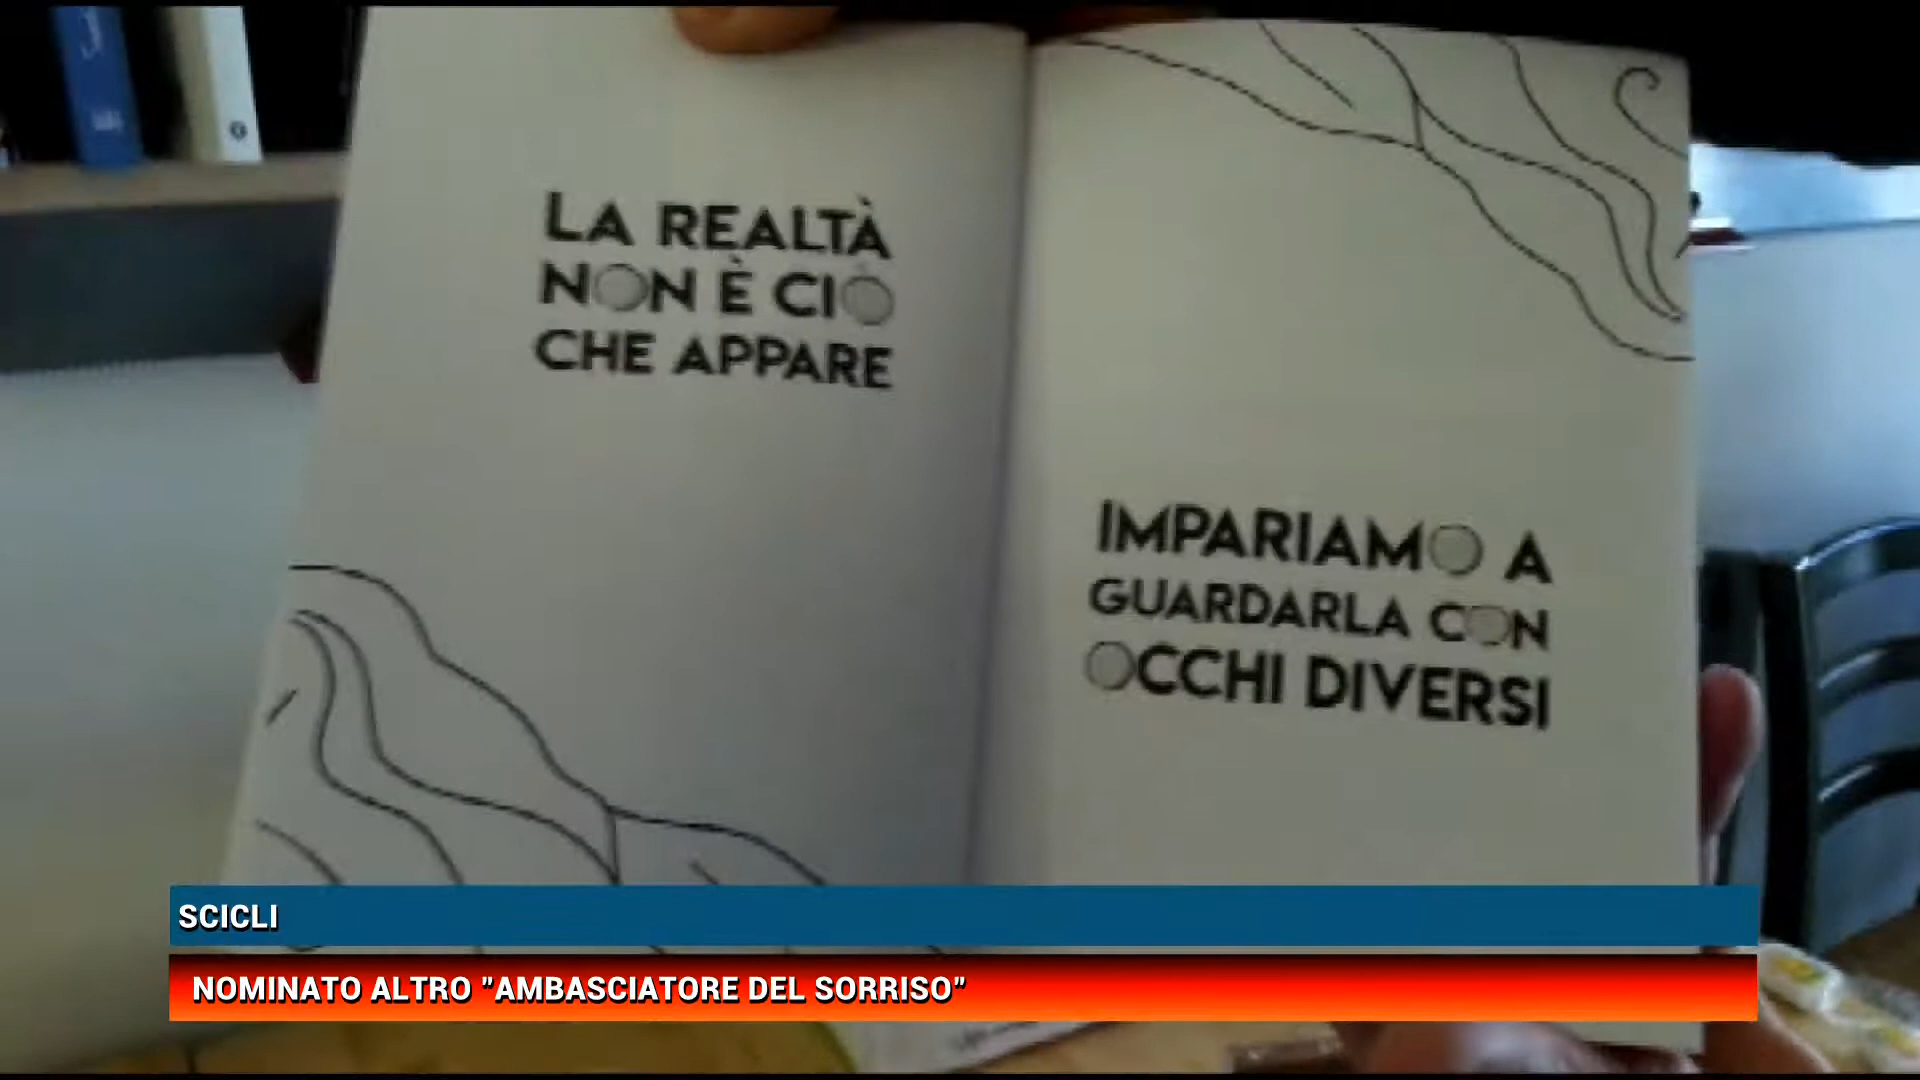 LA REALTÀ
NON È CIÒ
CHE APPARE
IMPARIAMO A
GUARDARLA CON
OCCHI DIVERSI
SCICLI
NOMINATO ALTRO "AMBASCIATORE DEL SORRISO"